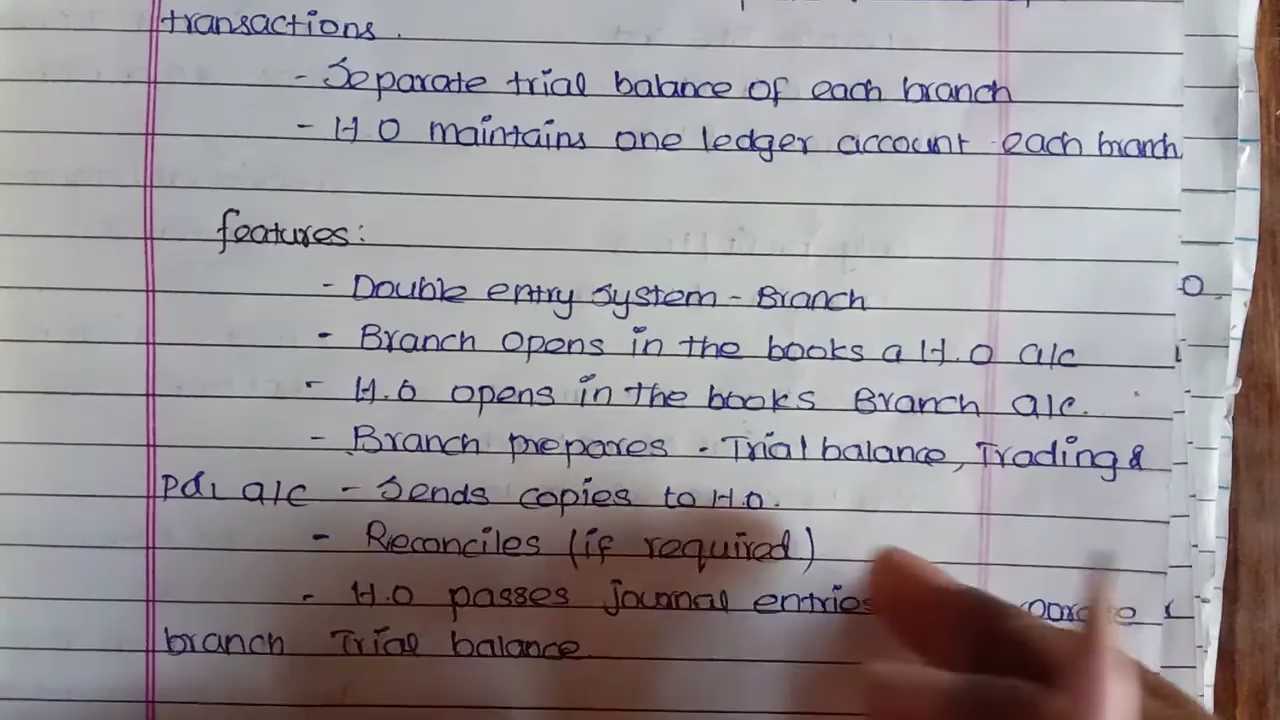 transactions.
- Separate trial balance of each branch
- H.O maintains one ledger account each branch
features:
- Double entry system - Branch
- Branch opens in the books a H.O a/c
- H.O opens in the books Branch a/c.
- Branch prepares - Trial balance, Trading &
P&L a/c - Sends copies to H.O.
- Reconciles (if required)
- H.O passes journal entries
branch Trial balance